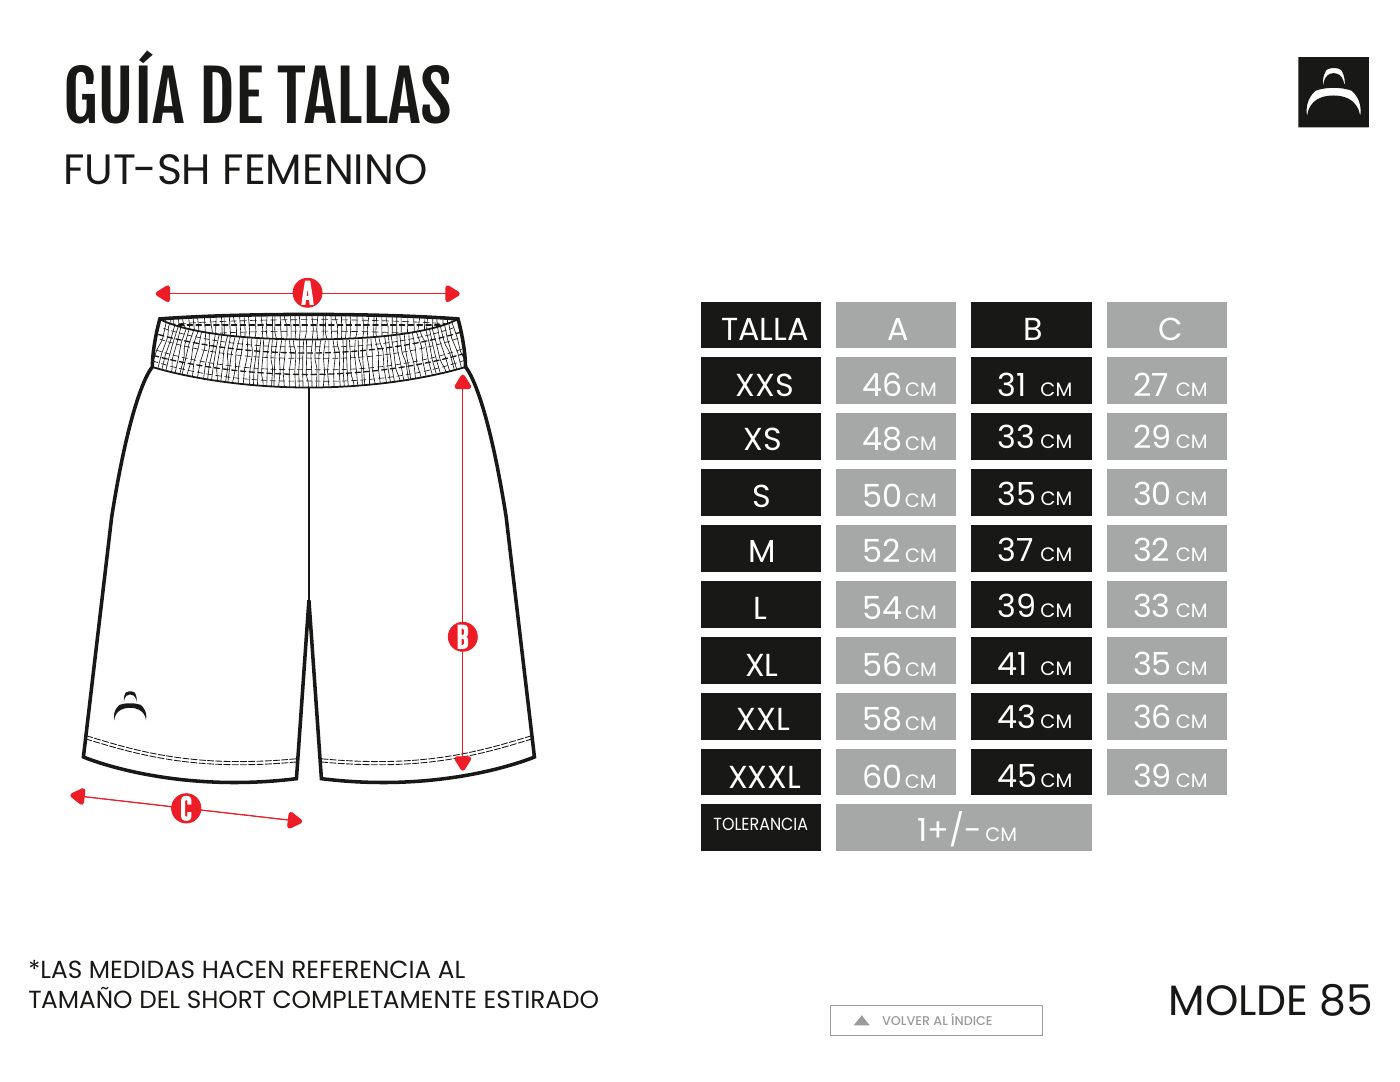 GUÍA DE TALLAS
FUT-SH FEMENINO
A
B
C
TALLA A B C
XXS 46 CM 31 CM 27 CM
XS 48 CM 33 CM 29 CM
S 50 CM 35 CM 30 CM
M 52 CM 37 CM 32 CM
L 54 CM 39 CM 33 CM
XL 56 CM 41 CM 35 CM
XXL 58 CM 43 CM 36 CM
XXXL 60 CM 45 CM 39 CM
TOLERANCIA 1+/- CM
*LAS MEDIDAS HACEN REFERENCIA AL
TAMAÑO DEL SHORT COMPLETAMENTE ESTIRADO
VOLVER AL ÍNDICE
MOLDE 85